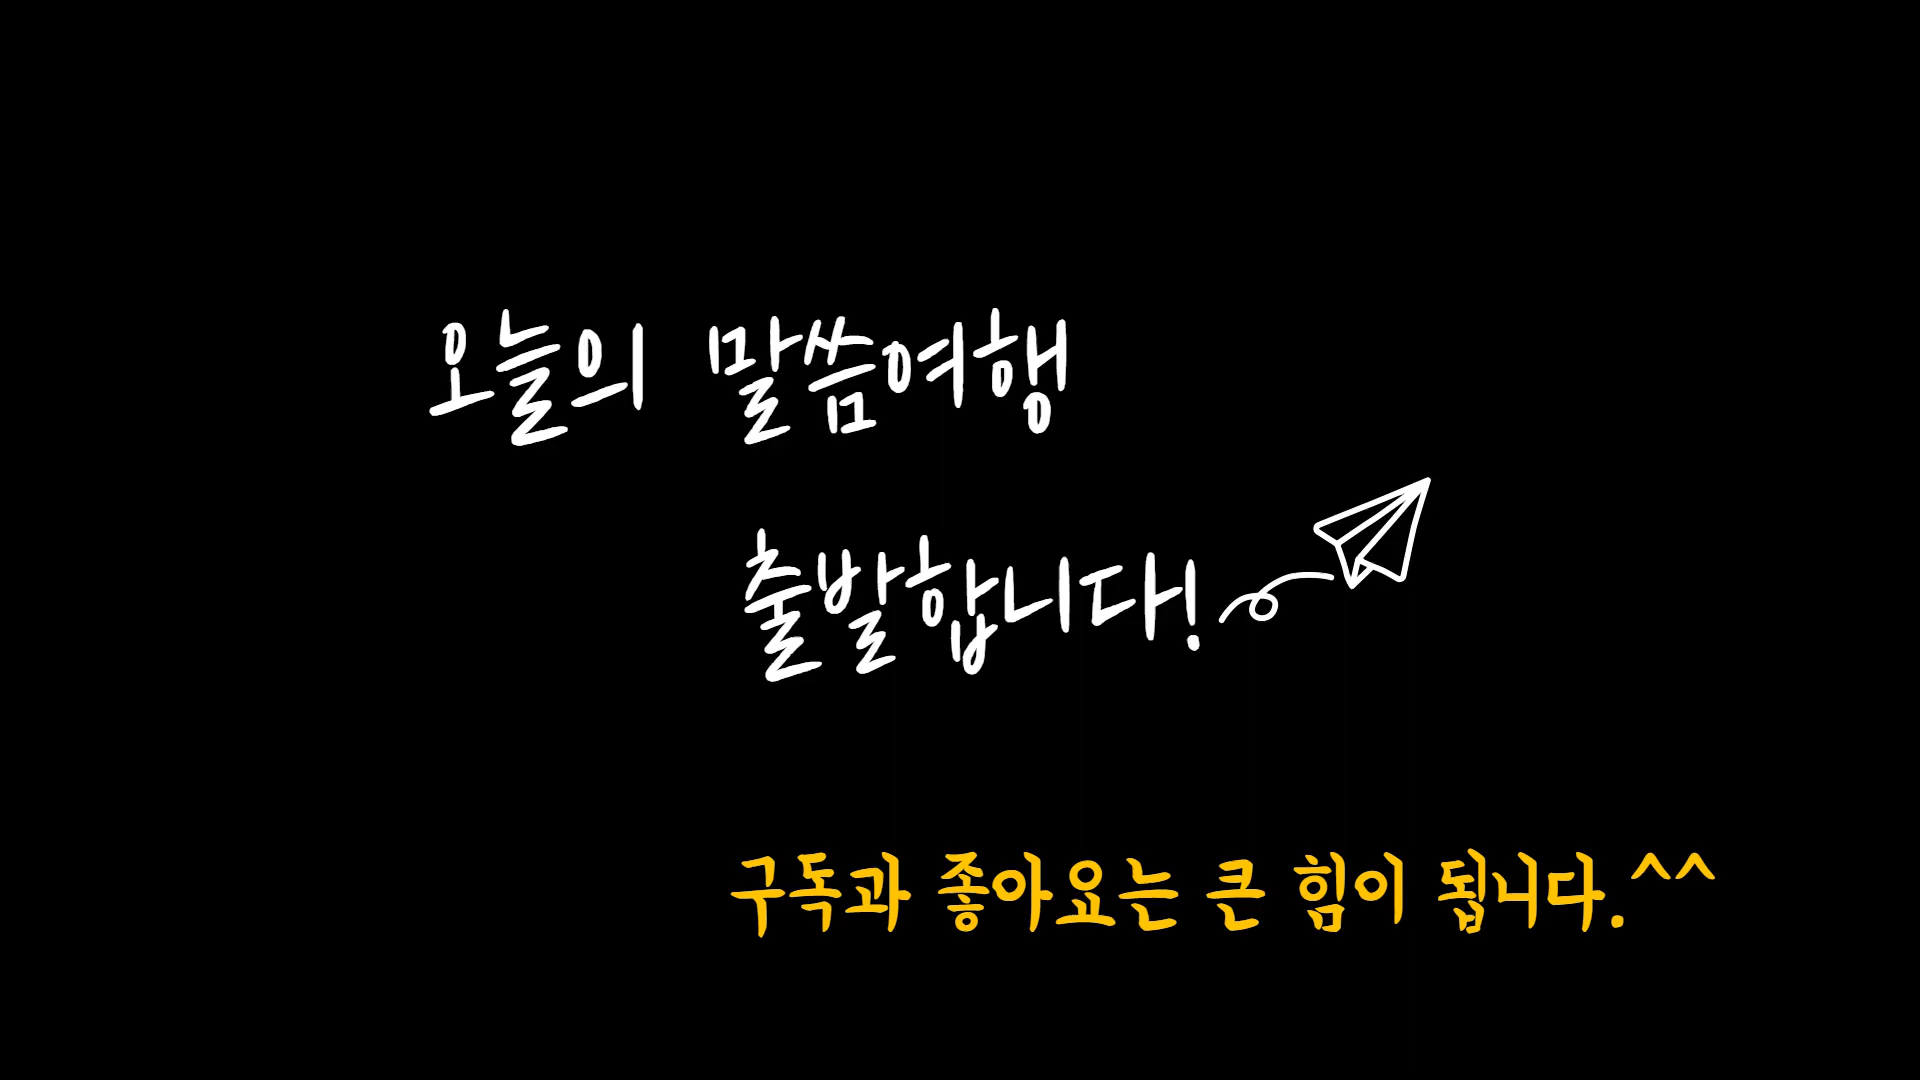 오늘의 말씀여행
출발합니다!
구독과 좋아요는 큰 힘이 됩니다.^^